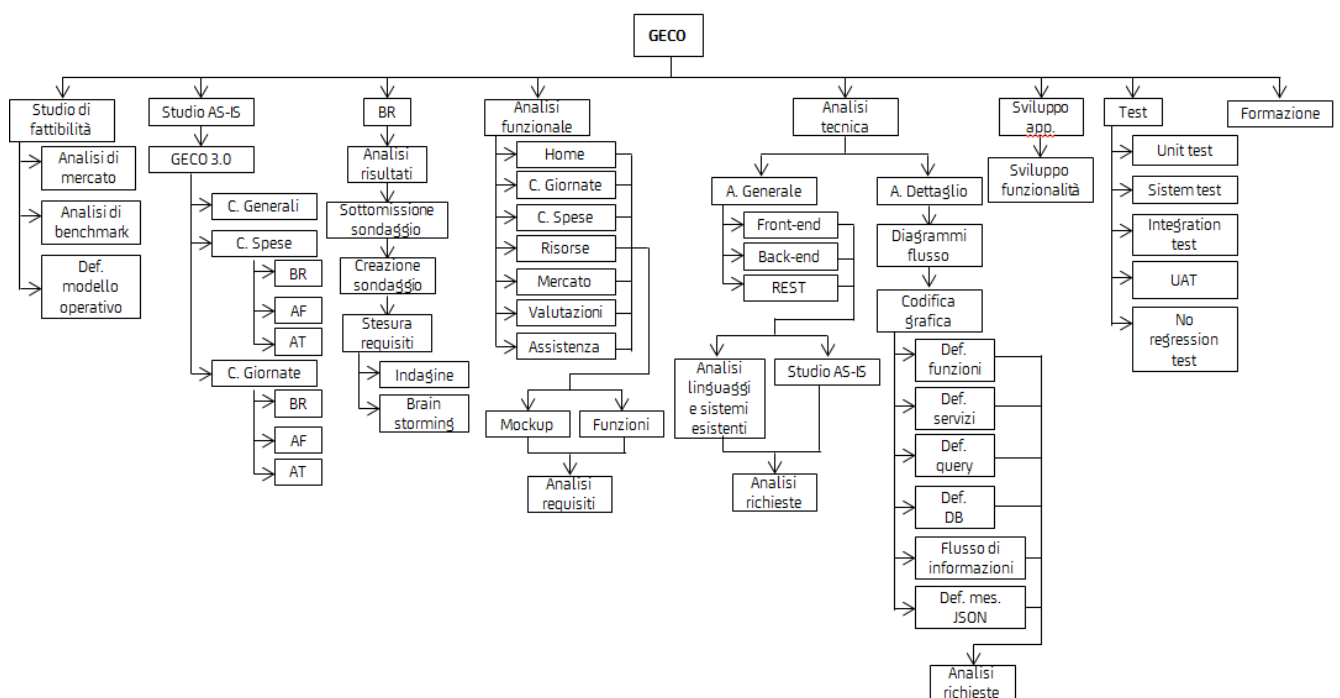 GECO
Studio di
fattibilità
Analisi di
mercato
Analisi di
benchmark
Def.
modello
operativo
Studio AS-IS
GECO 3.0
C. Generali
C. Spese
BR
AF
AT
C. Giornate
BR
AF
AT
BR
Analisi
risultati
Sottomissione
sondaggio
Creazione
sondaggio
Stesura
requisiti
Indagine
Brain
storming
Analisi
funzionale
Home
C. Giornate
C. Spese
Risorse
Mercato
Valutazioni
Assistenza
Mockup
Funzioni
Analisi
requisiti
Analisi
tecnica
A. Generale
Front-end
Back-end
REST
Analisi
linguaggi
e sistemi
esistenti
Studio AS-IS
Analisi
richieste
A. Dettaglio
Diagrammi
flusso
Codifica
grafica
Def.
funzioni
Def.
servizi
Def.
query
Def.
DB
Flusso di
informazioni
Def. mes.
JSON
Analisi
richieste
Sviluppo
app.
Sviluppo
funzionalità
Test
Unit test
Sistem test
Integration
test
UAT
No
regression
test
Formazione